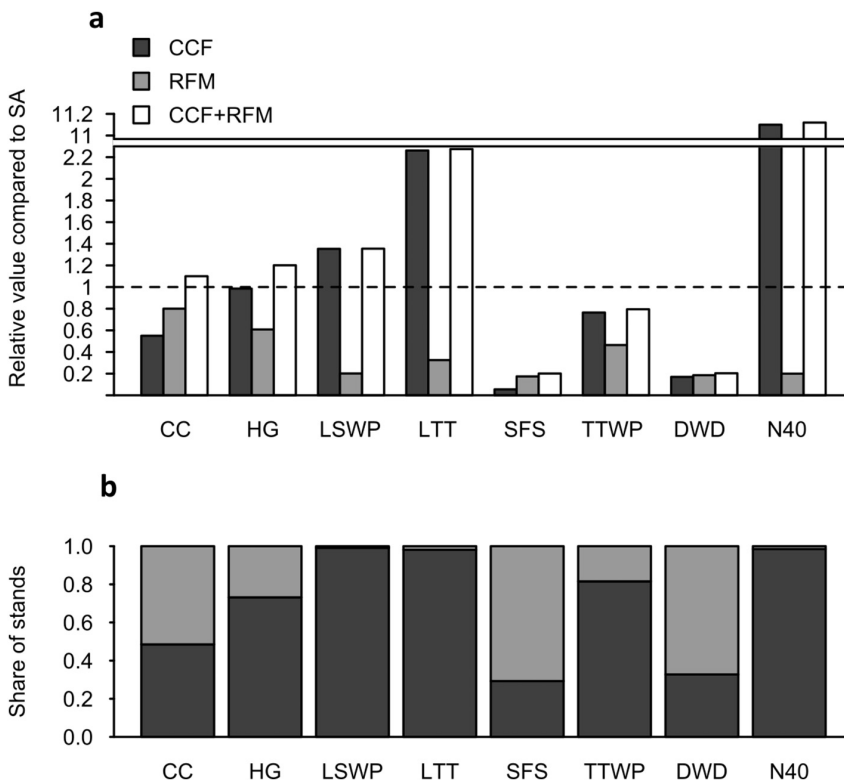 a
CCF
RFM
CCF+RFM
Relative value compared to SA
11.2
11
2.2
2
1.8
1.6
1.4
1.2
1
0.8
0.6
0.4
0.2
CC HG LSWP LTT SFS TTWP DWD N40
b
Share of stands
1.0
0.8
0.6
0.4
0.2
0.0
CC HG LSWP LTT SFS TTWP DWD N40